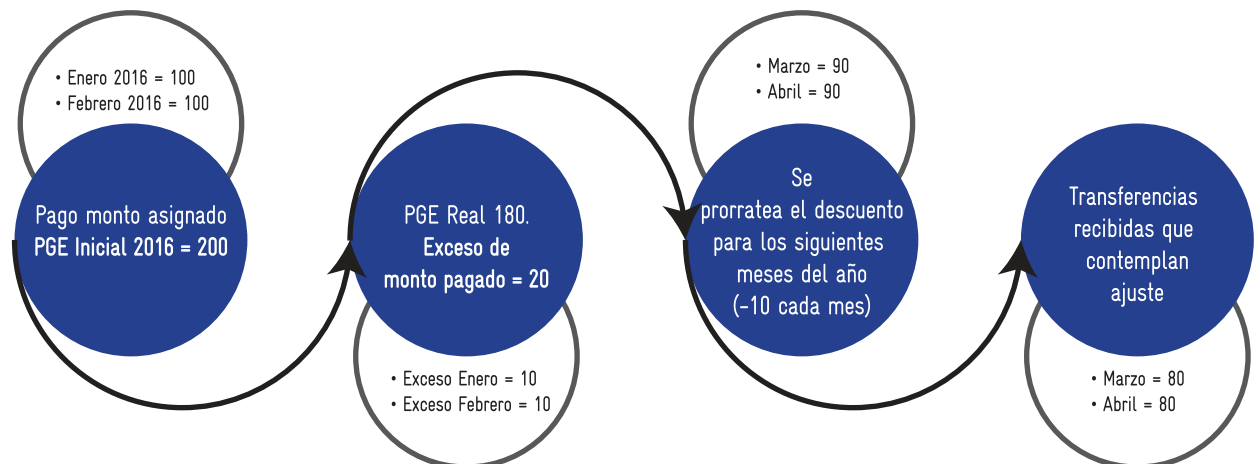 • Enero 2016 = 100
• Febrero 2016 = 100
Pago monto asignado
PGE Inicial 2016 = 200
PGE Real 180.
Exceso de
monto pagado = 20
• Exceso Enero = 10
• Exceso Febrero = 10
• Marzo = 90
• Abril = 90
Se
prorratea el descuento
para los siguientes
meses del año
(-10 cada mes)
Transferencias
recibidas que
contemplan
ajuste
• Marzo = 80
• Abril = 80